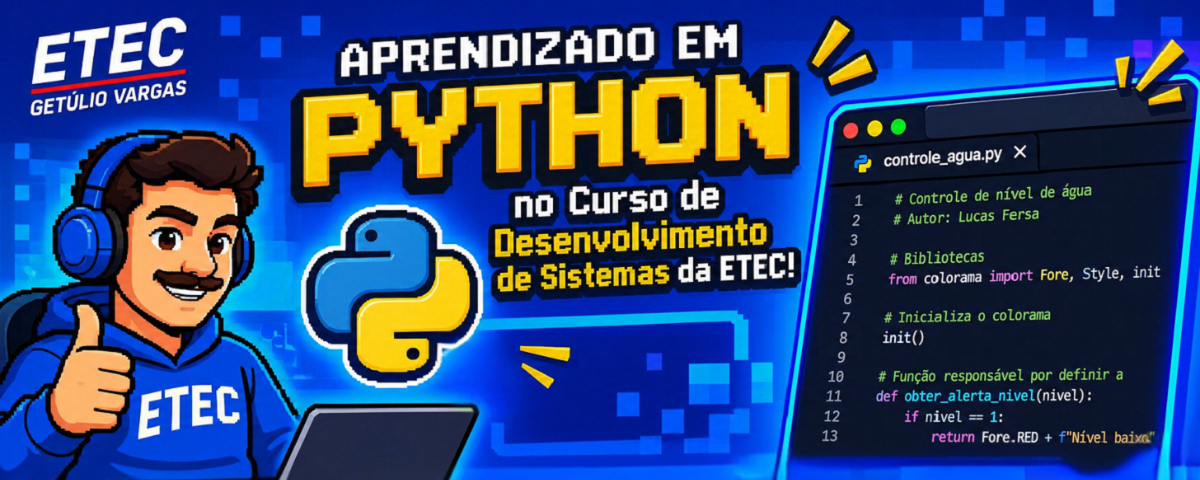 ETEC
GETÚLIO VARGAS
APRENDIZADO EM
PYTHON
no Curso de
Desenvolvimento
de Sistemas da ETEC!
ETEC
controle_agua.py
1 # Controle de nível de água
2 # Autor: Lucas Fersa
3
4 # Bibliotecas
5 from colorama import Fore, Style, init
6
7 # Inicializa o colorama
8 init()
9
10 # Função responsável por definir a
11 def obter_alerta_nivel(nivel):
12 if nivel == 1:
13 return Fore.RED + f"Nível baixo"